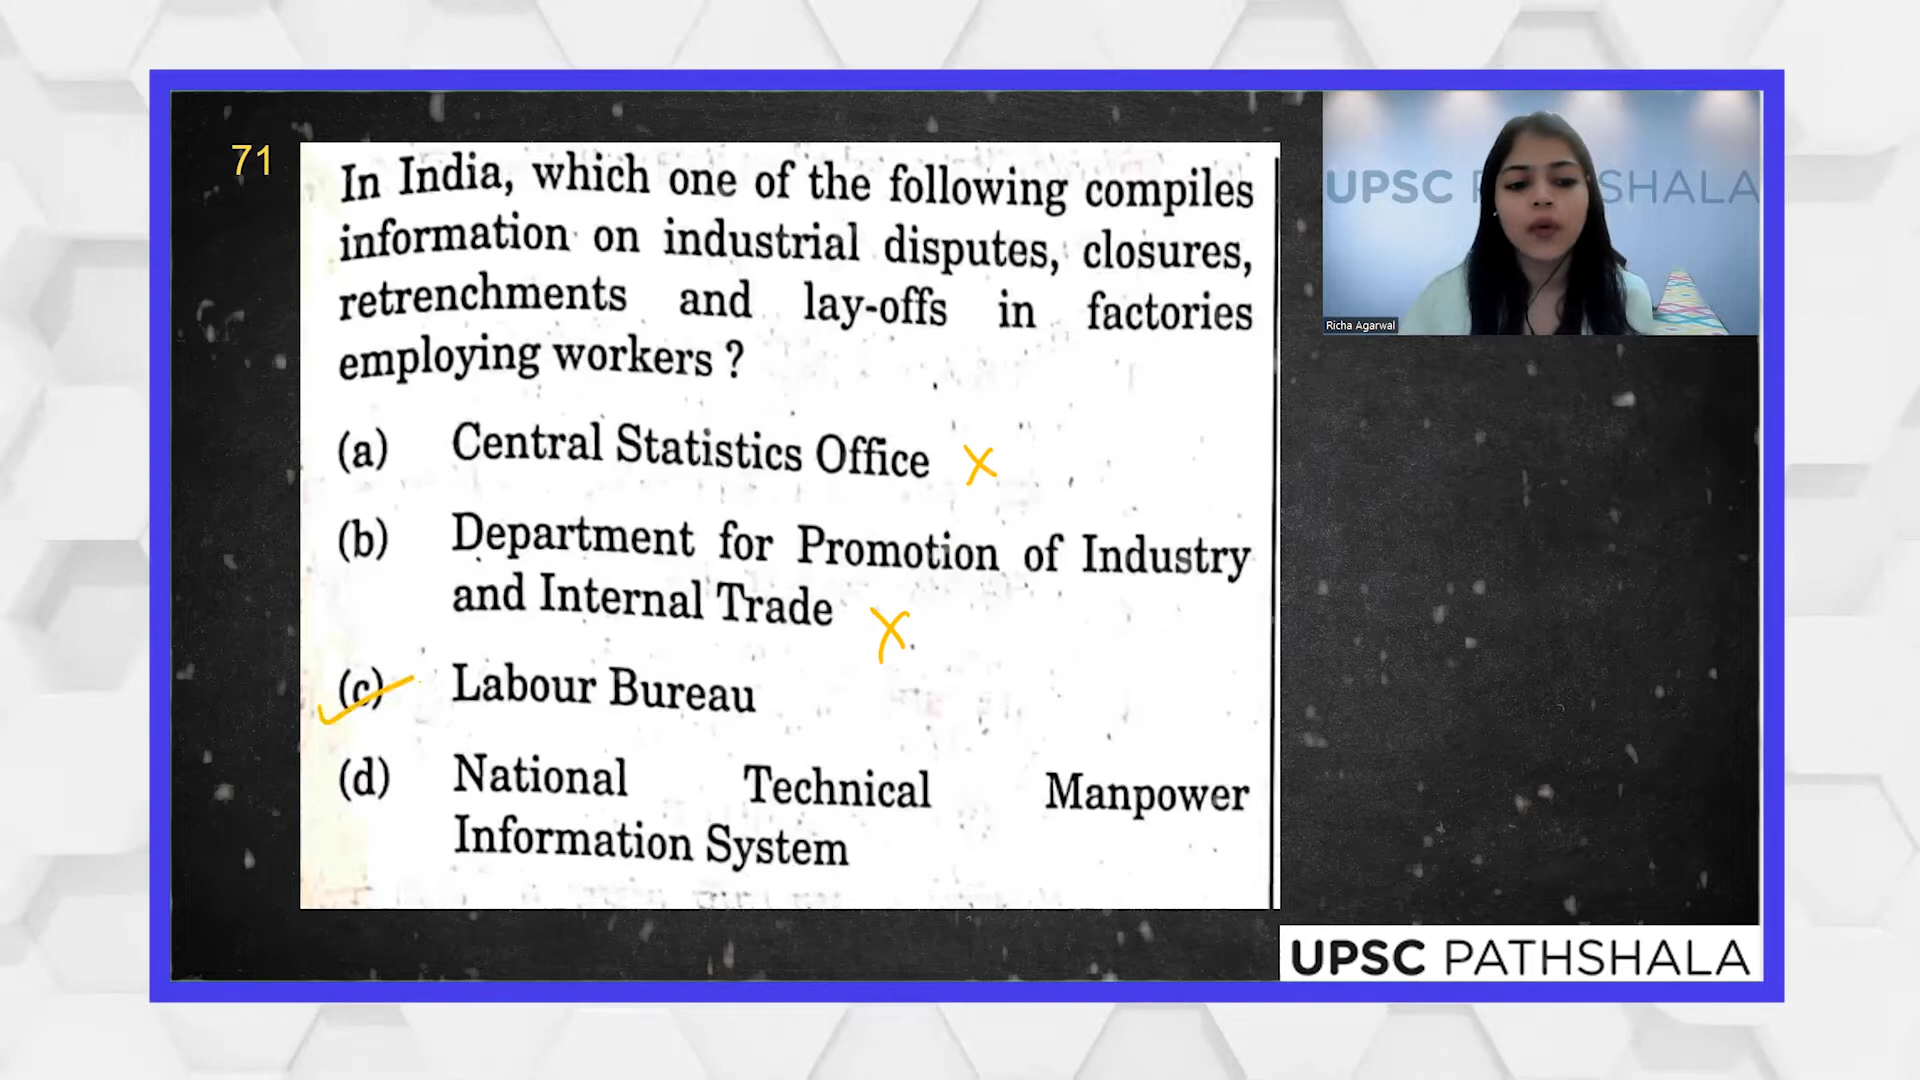 71
In India, which one of the following compiles
information on industrial disputes, closures,
retrenchments and lay-offs in factories
employing workers ?
(a) Central Statistics Office
(b) Department for Promotion of Industry
and Internal Trade
(c) Labour Bureau
(d) National Technical Manpower
Information System
UPSC P SHALA
Richa Agarwal
UPSC PATHSHALA